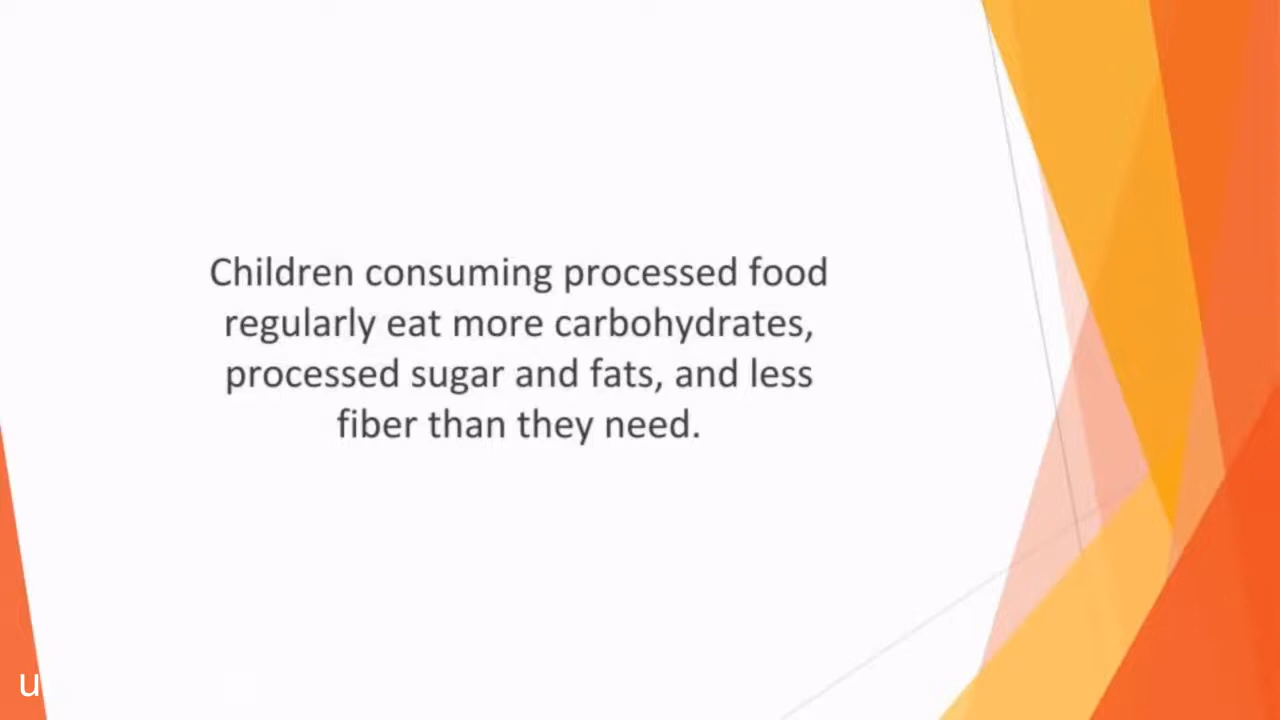 Children consuming processed food
regularly eat more carbohydrates,
processed sugar and fats, and less
fiber than they need.
u